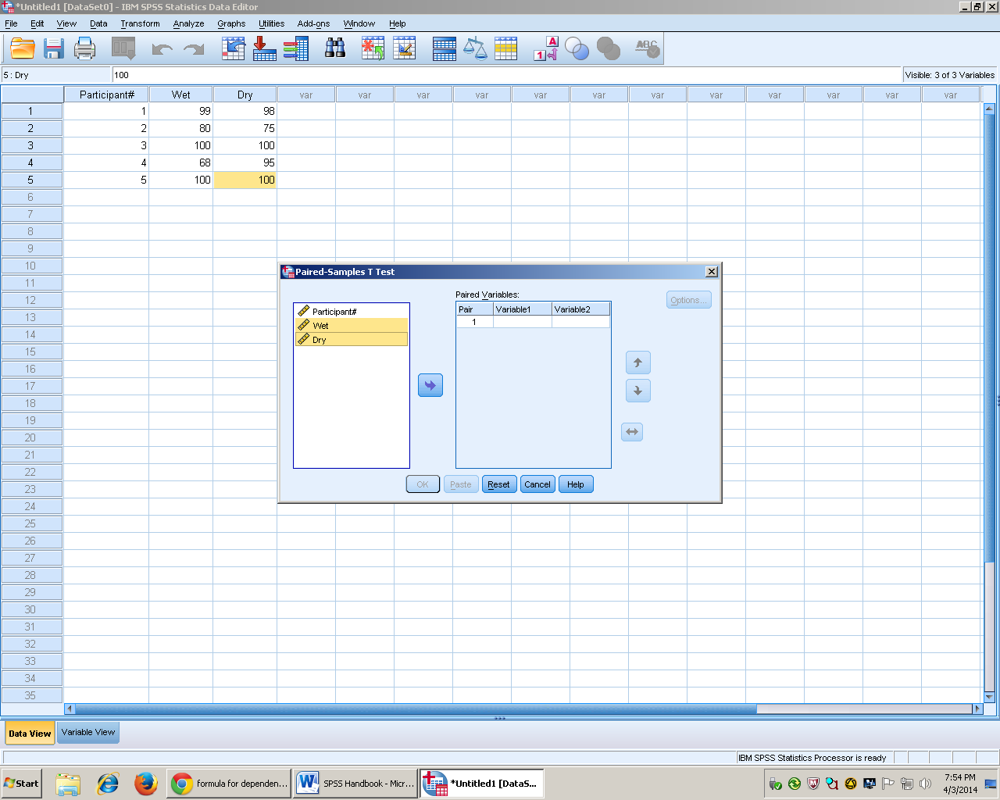 *Untitled1 [DataSet0] - IBM SPSS Statistics Data Editor
File Edit View Data Transform Analyze Graphs Utilities Add-ons Window Help
1 A
ABC
5 : Dry 100 Visible: 3 of 3 Variables
Participant# Wet Dry var var var var var var var var var var var var
1 1 99 98
2 2 80 75
3 3 100 100
4 4 68 95
5 5 100 100
6
7
8
9
10
11
12
13
14
15
16
17
18
19
20
21
22
23
24
25
26
27
28
29
30
31
32
33
34
35
Paired-Samples T Test
Participant#
Wet
Dry
Paired Variables:
Pair Variable1 Variable2
1
Options...
OK Paste Reset Cancel Help
Data View Variable View
IBM SPSS Statistics Processor is ready
Start formula for dependen... SPSS Handbook - Micr... *Untitled1 [DataS...
7:54 PM
4/3/2014